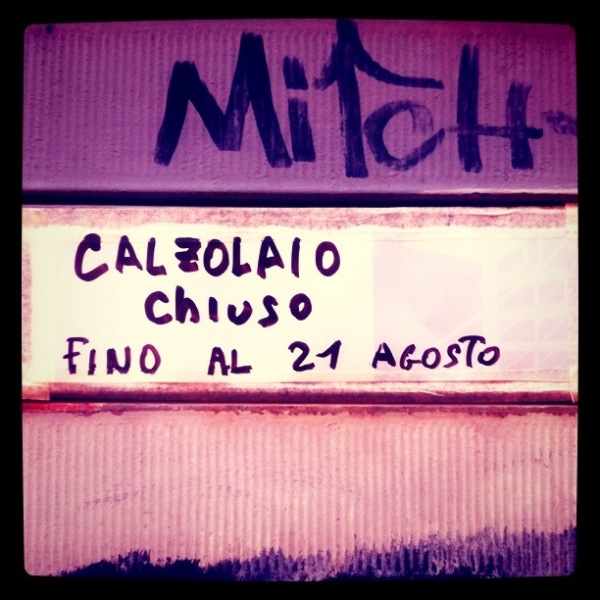 Mitch
CALZOLAIO
chiuso
FINO AL 21 AGOSTO